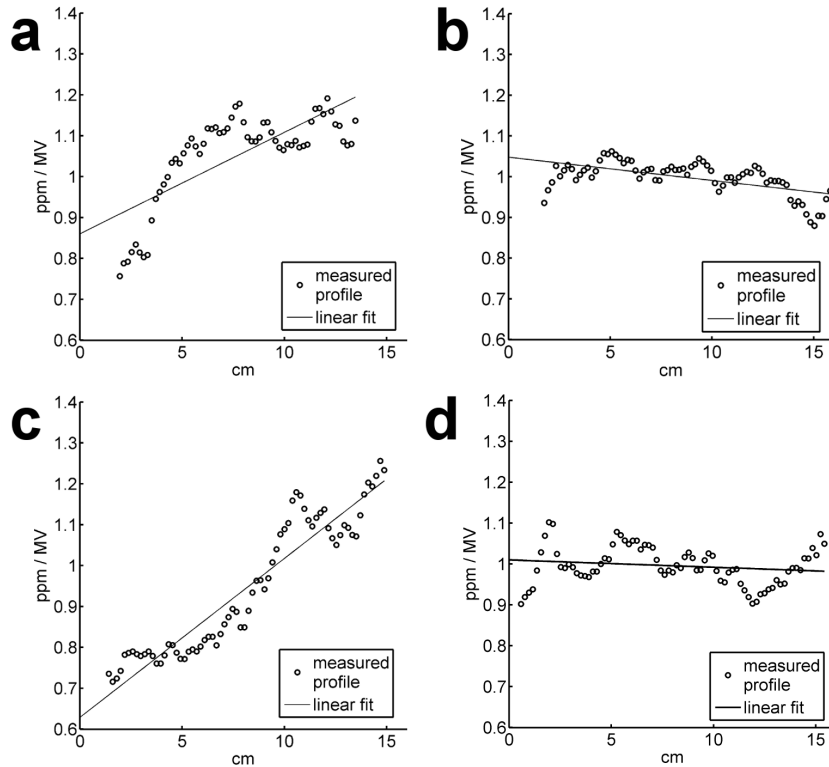 a
1.4
1.3
1.2
1.1
1
0.9
0.8
0.7
0.6
ppm / MV
0 5 10 15
cm
measured
profile
linear fit
b
1.4
1.3
1.2
1.1
1
0.9
0.8
0.7
0.6
ppm / MV
0 5 10 15
cm
measured
profile
linear fit
c
1.4
1.3
1.2
1.1
1
0.9
0.8
0.7
0.6
ppm / MV
0 5 10 15
cm
measured
profile
linear fit
d
1.4
1.3
1.2
1.1
1
0.9
0.8
0.7
0.6
ppm / MV
0 5 10 15
cm
measured
profile
linear fit